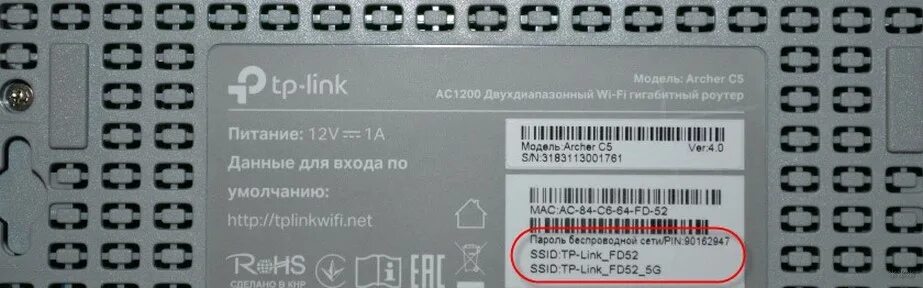 tp-link
Модель: Archer C5
AC1200 Двухдиапазонный Wi-Fi гигабитный роутер
Питание: 12V⎓1A
Данные для входа по
умолчанию:
http://tplinkwifi.net
RoHS
СДЕЛАНО В КНР
EAC
Модель:Archer C5 Ver:4.0
S/N:3183113001761
MAC:AC-84-C6-64-FD-52
Пароль беспроводной сети/PIN:90162947
SSID:TP-Link_FD52
SSID:TP-Link_FD52_5G